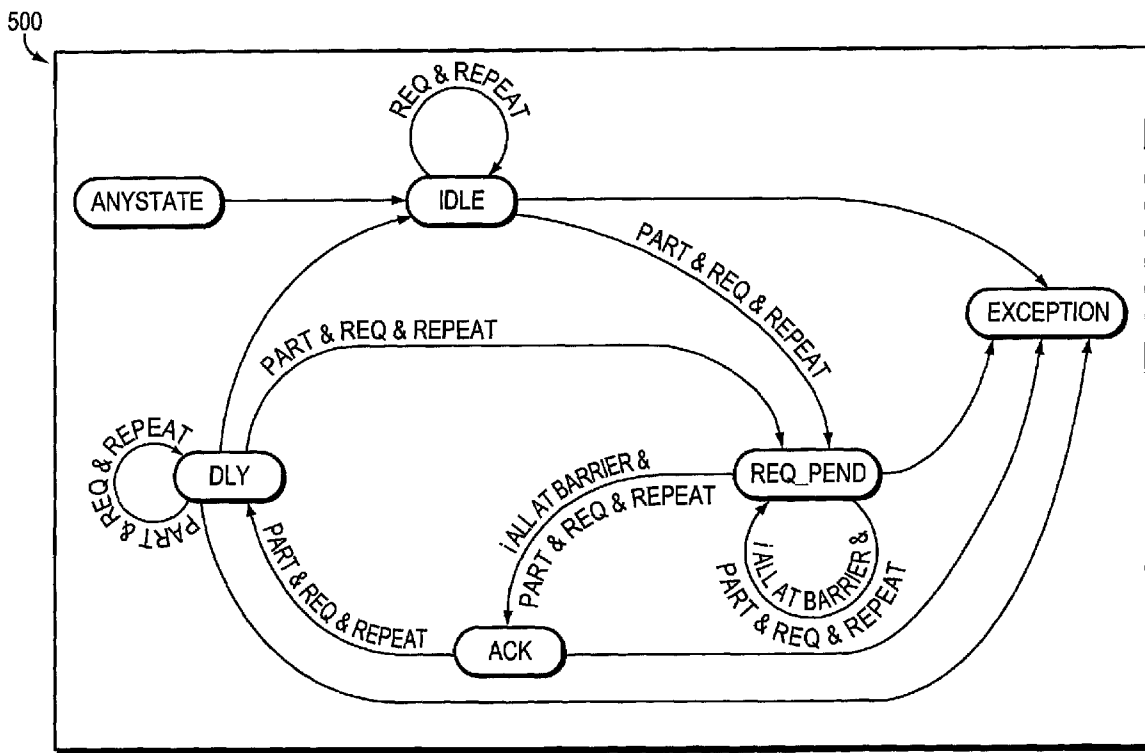 500
REQ & REPEAT
ANYSTATE
IDLE
PART & REQ & REPEAT
EXCEPTION
PART & REQ & REPEAT
PART & REQ & REPEAT
DLY
REQ_PEND
¡ ALL AT BARRIER &
PART & REQ & REPEAT
¡ ALL AT BARRIER &
PART & REQ & REPEAT
PART & REQ & REPEAT
ACK